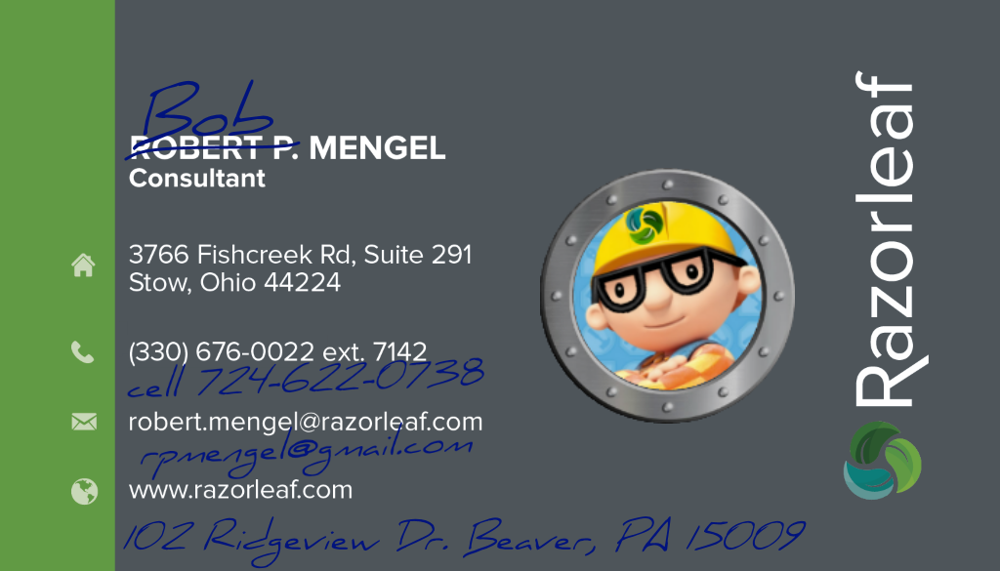 Bob
ROBERT P. MENGEL
Consultant
3766 Fishcreek Rd, Suite 291
Stow, Ohio 44224
(330) 676-0022 ext. 7142
cell 724-622-0738
robert.mengel@razorleaf.com
rpmengel@gmail.com
www.razorleaf.com
102 Ridgeview Dr. Beaver, PA 15009
Razorleaf